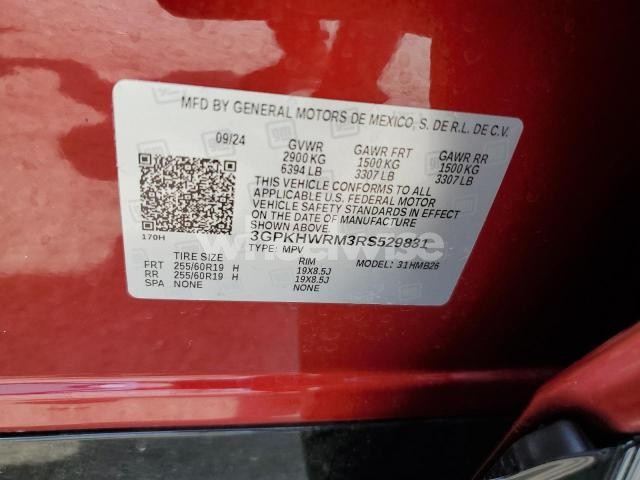 MFD BY GENERAL MOTORS DE MEXICO, S. DE R.L. DE C.V.
09/24 GVWR GAWR FRT GAWR RR
2900 KG 1500 KG 1500 KG
6394 LB 3307 LB 3307 LB
THIS VEHICLE CONFORMS TO ALL
APPLICABLE U.S. FEDERAL MOTOR
VEHICLE SAFETY STANDARDS IN EFFECT
ON THE DATE OF MANUFACTURE
SHOWN ABOVE.
3GPKHWRM3RS529831
170H TYPE: MPV MODEL: 31HMB26
TIRE SIZE RIM
FRT 255/60R19 H 19X8.5J
RR 255/60R19 H 19X8.5J
SPA NONE NONE